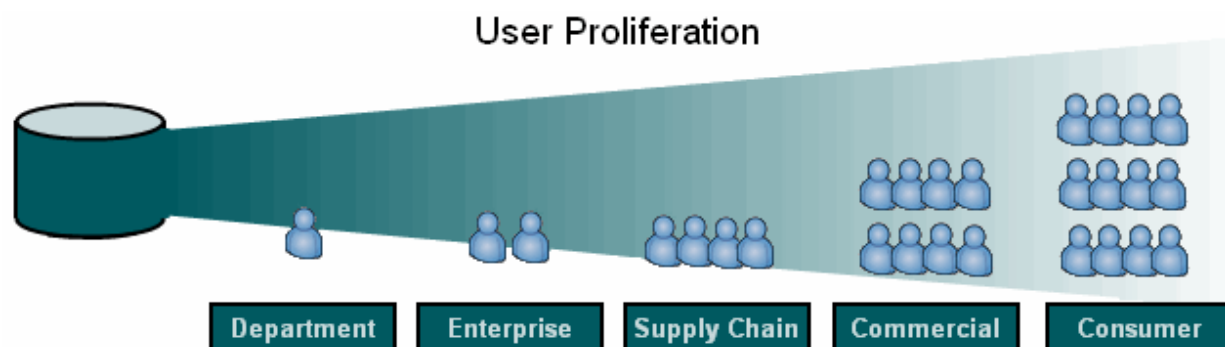 User Proliferation
Department Enterprise Supply Chain Commercial Consumer